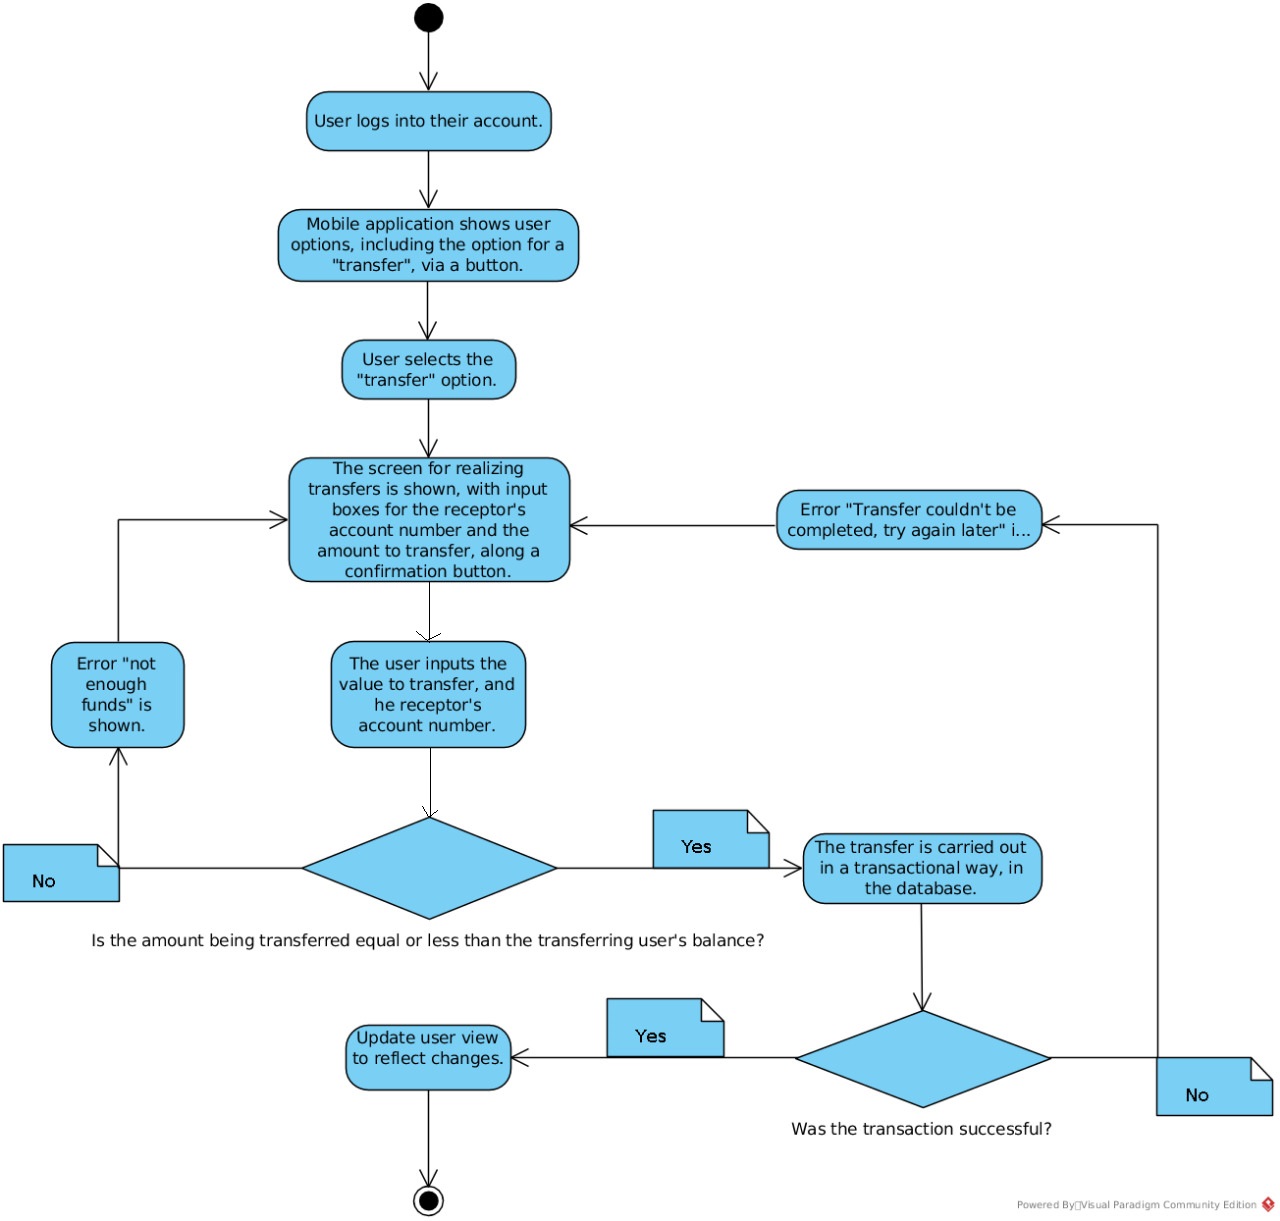 User logs into their account.
Mobile application shows user
options, including the option for a
"transfer", via a button.
User selects the
"transfer" option.
The screen for realizing
transfers is shown, with input
boxes for the receptor's
account number and the
amount to transfer, along a
confirmation button.
Error "Transfer couldn't be
completed, try again later" i...
Error "not
enough
funds" is
shown.
The user inputs the
value to transfer, and
he receptor's
account number.
No
Yes
The transfer is carried out
in a transactional way, in
the database.
Is the amount being transferred equal or less than the transferring user's balance?
Update user view
to reflect changes.
Yes
No
Was the transaction successful?
Powered By Visual Paradigm Community Edition